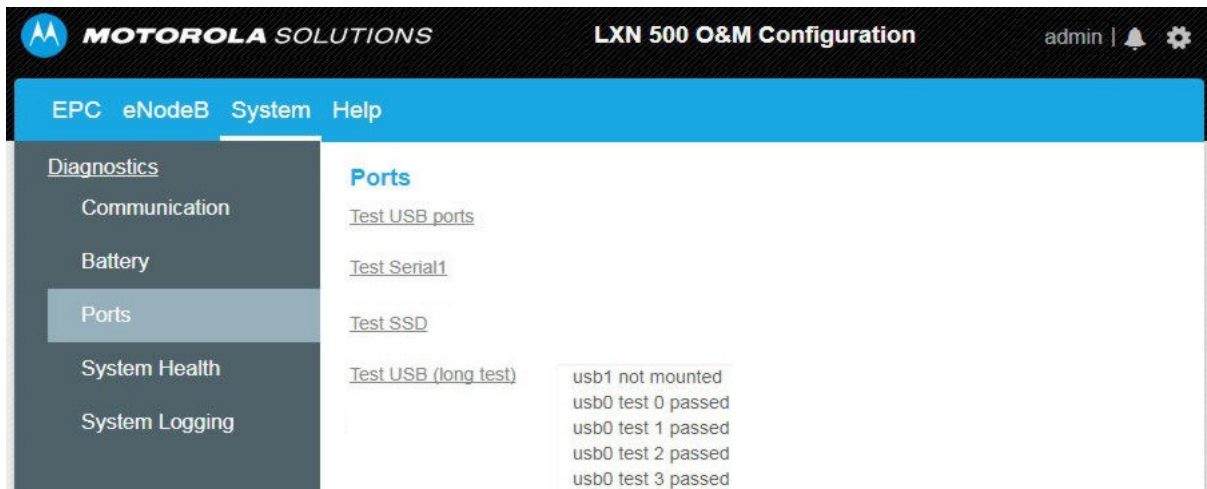 MOTOROLA SOLUTIONS LXN 500 O&M Configuration admin |
EPC eNodeB System Help
Diagnostics
Communication
Battery
Ports
System Health
System Logging
Ports
Test USB ports
Test Serial1
Test SSD
Test USB (long test)
usb1 not mounted
usb0 test 0 passed
usb0 test 1 passed
usb0 test 2 passed
usb0 test 3 passed